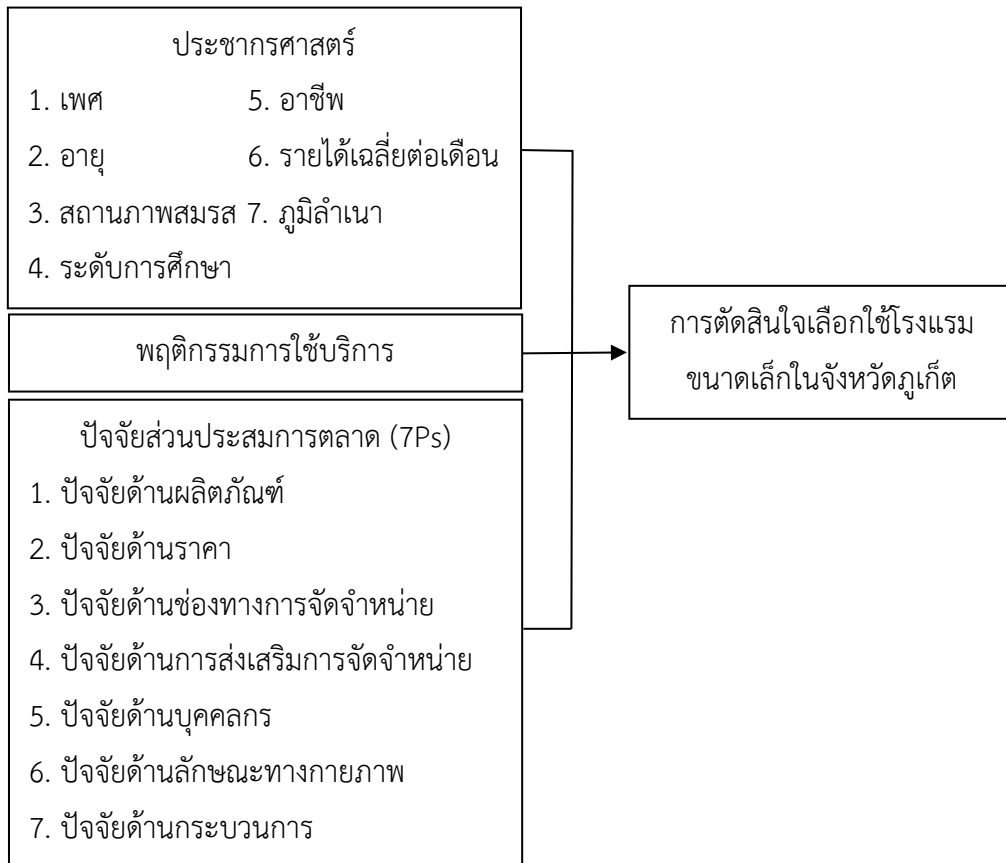 ประชากรศาสตร์
1. เพศ 5. อาชีพ
2. อายุ 6. รายได้เฉลี่ยต่อเดือน
3. สถานภาพสมรส 7. ภูมิลำเนา
4. ระดับการศึกษา
พฤติกรรมการใช้บริการ
ปัจจัยส่วนประสมการตลาด (7Ps)
1. ปัจจัยด้านผลิตภัณฑ์
2. ปัจจัยด้านราคา
3. ปัจจัยด้านช่องทางการจัดจำหน่าย
4. ปัจจัยด้านการส่งเสริมการจัดจำหน่าย
5. ปัจจัยด้านบุคคลกร
6. ปัจจัยด้านลักษณะทางกายภาพ
7. ปัจจัยด้านกระบวนการ
การตัดสินใจเลือกใช้โรงแรม
ขนาดเล็กในจังหวัดภูเก็ต